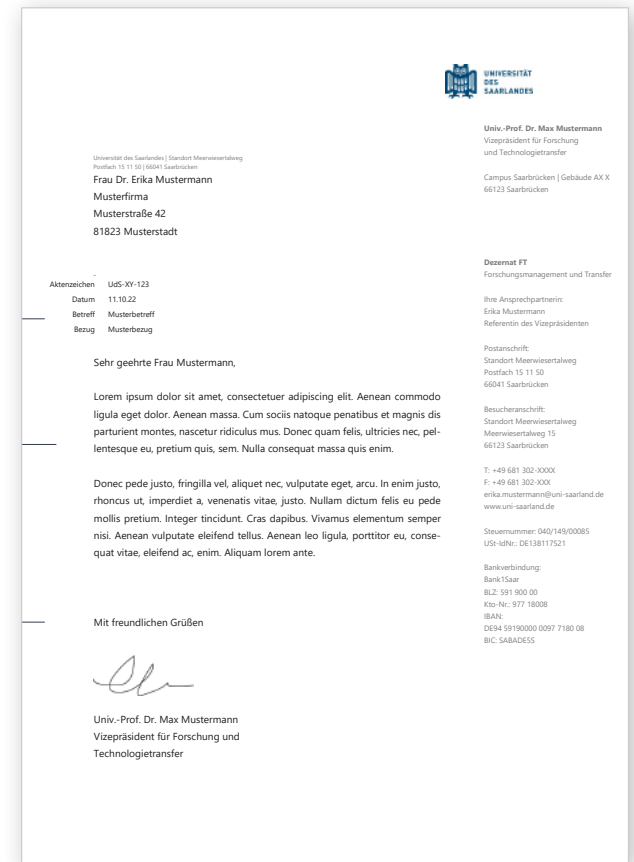 UNIVERSITÄT
DES
SAARLANDES
Univ.-Prof. Dr. Max Mustermann
Vizepräsident für Forschung
und Technologietransfer
Campus Saarbrücken | Gebäude AX X
66123 Saarbrücken
Universität des Saarlandes | Standort Meerwiesertalweg
Postfach 15 11 50 | 66041 Saarbrücken
Frau Dr. Erika Mustermann
Musterfirma
Musterstraße 42
81823 Musterstadt
Aktenzeichen UdS-XY-123
Datum 11.10.22
Betreff Musterbetreff
Bezug Musterbezug
Sehr geehrte Frau Mustermann,
Lorem ipsum dolor sit amet, consectetuer adipiscing elit. Aenean commodo
ligula eget dolor. Aenean massa. Cum sociis natoque penatibus et magnis dis
parturient montes, nascetur ridiculus mus. Donec quam felis, ultricies nec, pel-
lentesque eu, pretium quis, sem. Nulla consequat massa quis enim.
Donec pede justo, fringilla vel, aliquet nec, vulputate eget, arcu. In enim justo,
rhoncus ut, imperdiet a, venenatis vitae, justo. Nullam dictum felis eu pede
mollis pretium. Integer tincidunt. Cras dapibus. Vivamus elementum semper
nisi. Aenean vulputate eleifend tellus. Aenean leo ligula, porttitor eu, conse-
quat vitae, eleifend ac, enim. Aliquam lorem ante.
Mit freundlichen Grüßen
Univ.-Prof. Dr. Max Mustermann
Vizepräsident für Forschung und
Technologietransfer
Dezernat FT
Forschungsmanagement und Transfer
Ihre Ansprechpartnerin:
Erika Mustermann
Referentin des Vizepräsidenten
Postanschrift:
Standort Meerwiesertalweg
Postfach 15 11 50
66041 Saarbrücken
Besucheranschrift:
Standort Meerwiesertalweg
Meerwiesertalweg 15
66123 Saarbrücken
T: +49 681 302-XXXX
F: +49 681 302-XXX
erika.mustermann@uni-saarland.de
www.uni-saarland.de
Steuernummer: 040/149/00085
USt-IdNr.: DE138117521
Bankverbindung:
Bank1Saar
BLZ: 591 900 00
Kto-Nr.: 977 18008
IBAN:
DE94 59190000 0097 7180 08
BIC: SABADE5S